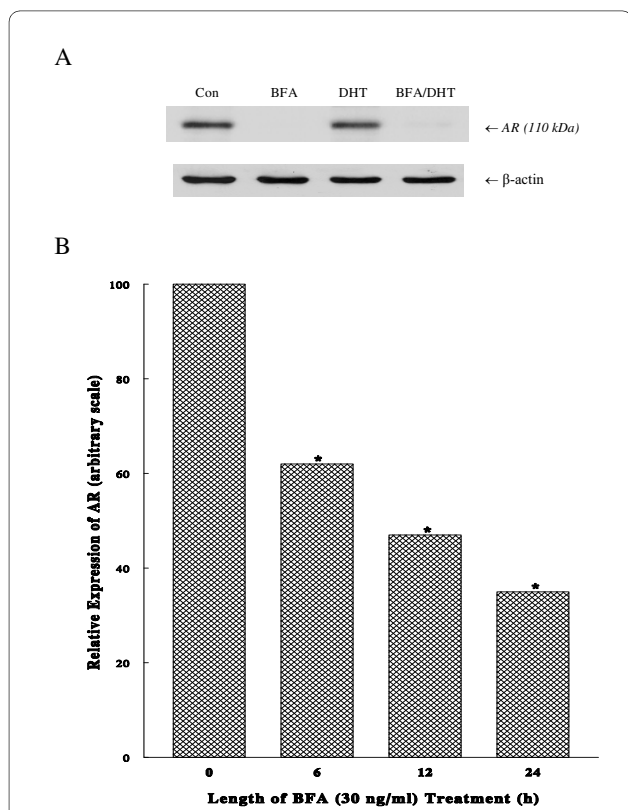 A
Con BFA DHT BFA/DHT
← AR (110 kDa)
← β-actin
B
Relative Expression of AR (arbitrary scale)
100
80
60
40
20
0
*
*
*
0 6 12 24
Length of BFA (30 ng/ml) Treatment (h)